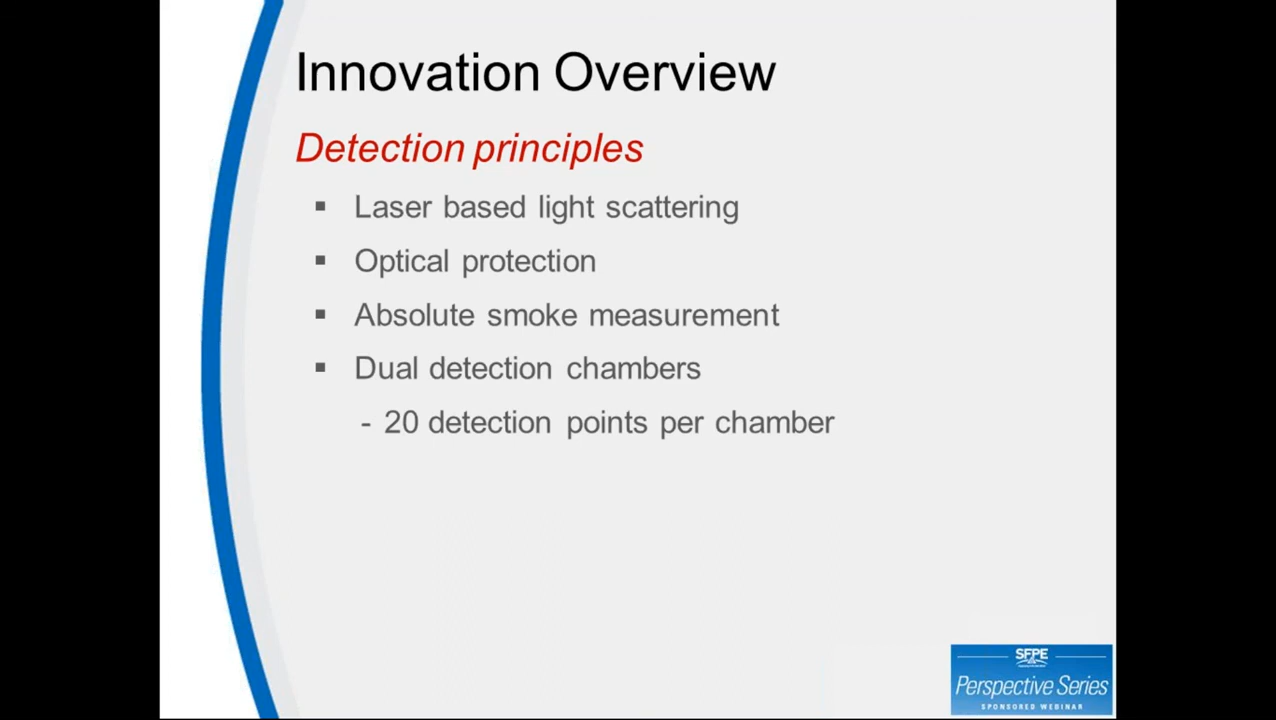 Innovation Overview
Detection principles
▪ Laser based light scattering
▪ Optical protection
▪ Absolute smoke measurement
▪ Dual detection chambers
- 20 detection points per chamber
SFPE
Perspective Series
SPONSORED WEBINAR